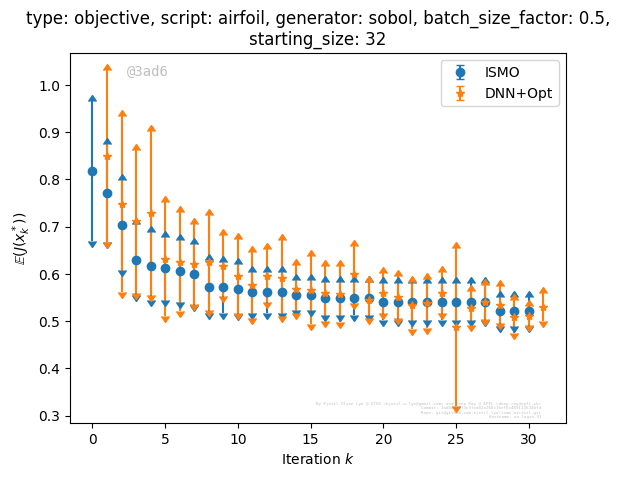 type: objective, script: airfoil, generator: sobol, batch_size_factor: 0.5,
starting_size: 32
@3ad6
ISMO
DNN+Opt
1.0
0.9
0.8
0.7
0.6
0.5
0.4
0.3
𝔼(J(x_k^*))
0 5 10 15 20 25 30
Iteration k